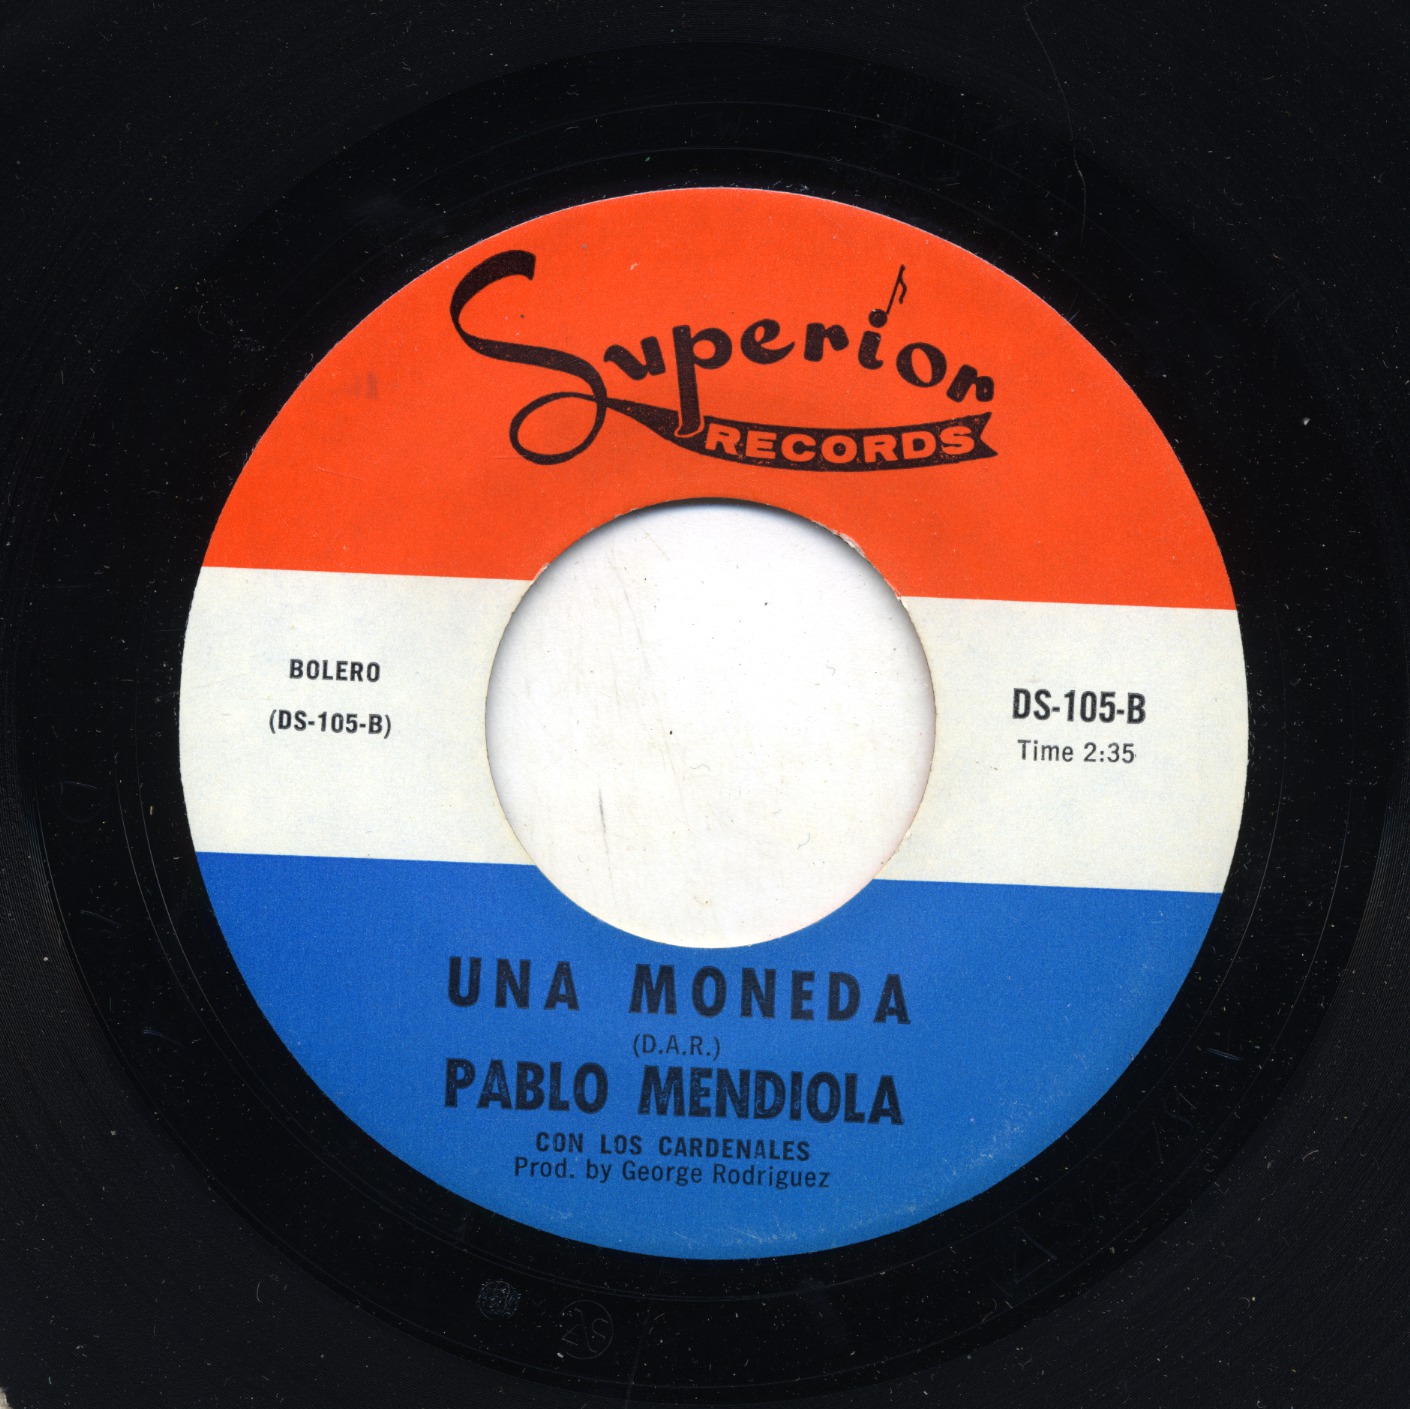 Superior
RECORDS
BOLERO
(DS-105-B)
DS-105-B
Time 2:35
UNA MONEDA
(D.A.R.)
PABLO MENDIOLA
CON LOS CARDENALES
Prod. by George Rodriguez